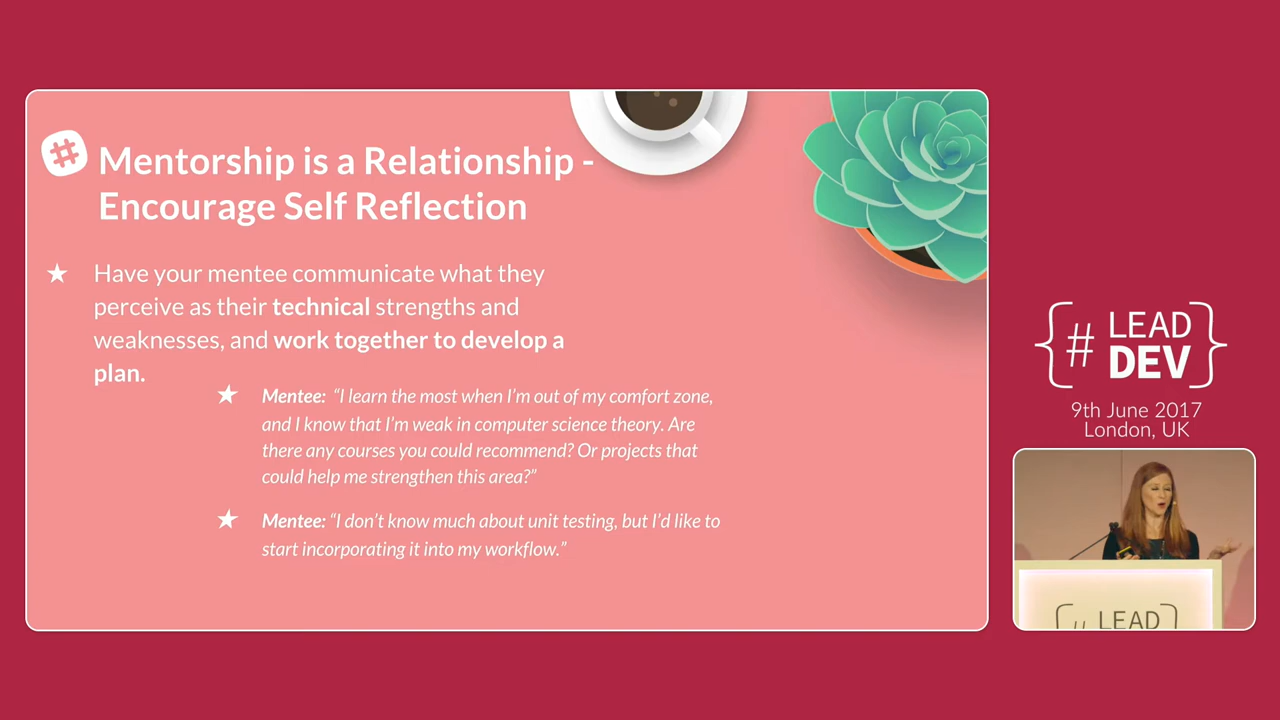 Mentorship is a Relationship -
Encourage Self Reflection
★ Have your mentee communicate what they
perceive as their technical strengths and
weaknesses, and work together to develop a
plan.
★ Mentee: “I learn the most when I’m out of my comfort zone,
and I know that I’m weak in computer science theory. Are
there any courses you could recommend? Or projects that
could help me strengthen this area?”
★ Mentee: “I don’t know much about unit testing, but I’d like to
start incorporating it into my workflow.”
{# LEAD
DEV}
9th June 2017
London, UK
LEAD